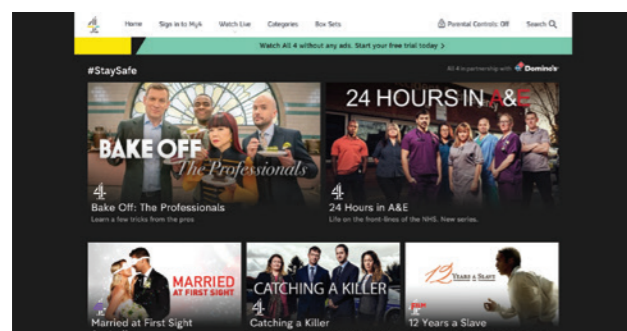 Home Sign in to My4 Watch Live Categories Box Sets Parental Controls: Off Search
Watch All 4 without any ads. Start your free trial today >
#StaySafe
All 4 in partnership with Domino's
BAKE OFF
The Professionals
4
Bake Off: The Professionals
Learn a few tricks from the pros
24 HOURS IN A&E
4
24 Hours in A&E
Life on the front-lines of the NHS. New series.
MARRIED
AT FIRST SIGHT
Married at First Sight
CATCHING A KILLER
4
Catching a Killer
12 YEARS A SLAVE
12 Years a Slave